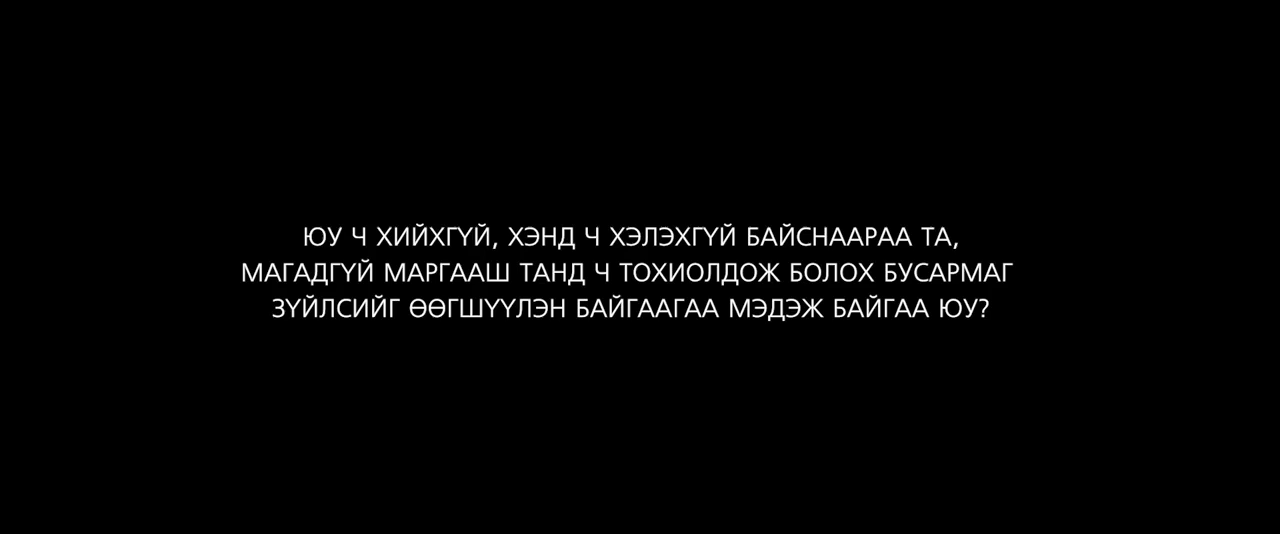 ЮУ Ч ХИЙХГҮЙ, ХЭНД Ч ХЭЛЭХГҮЙ БАЙСНААРАА ТА,
МАГАДГҮЙ МАРГААШ ТАНД Ч ТОХИОЛДОЖ БОЛОХ БУСАРМАГ
ЗҮЙЛСИЙГ ӨӨГШҮҮЛЭН БАЙГААГАА МЭДЭЖ БАЙГАА ЮУ?